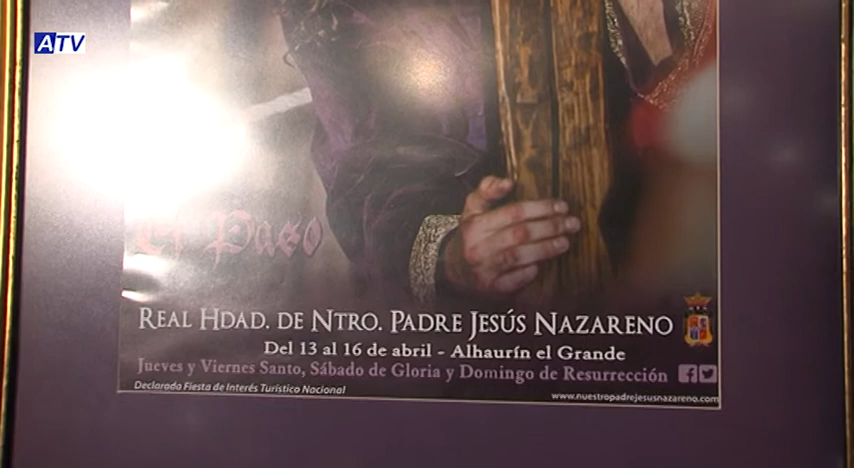 ATV
El Paso
REAL HDAD. DE NTRO. PADRE JESÚS NAZARENO
Del 13 al 16 de abril - Alhaurín el Grande
Jueves y Viernes Santo, Sábado de Gloria y Domingo de Resurrección
Declarada Fiesta de Interés Turístico Nacional
www.nuestropadrejesusnazareno.com